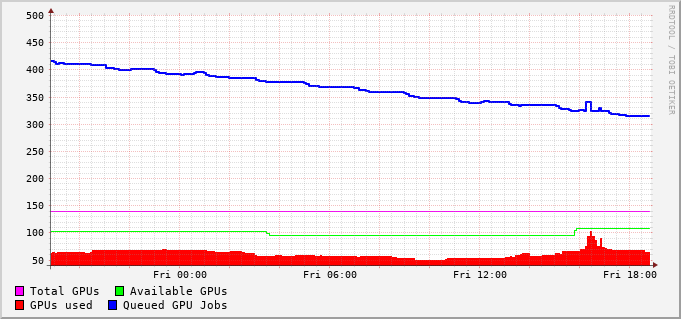 500
450
400
350
300
250
200
150
100
50
Fri 00:00 Fri 06:00 Fri 12:00 Fri 18:00
Total GPUs Available GPUs
GPUs used Queued GPU Jobs
RRDTOOL / TOBI OETIKER